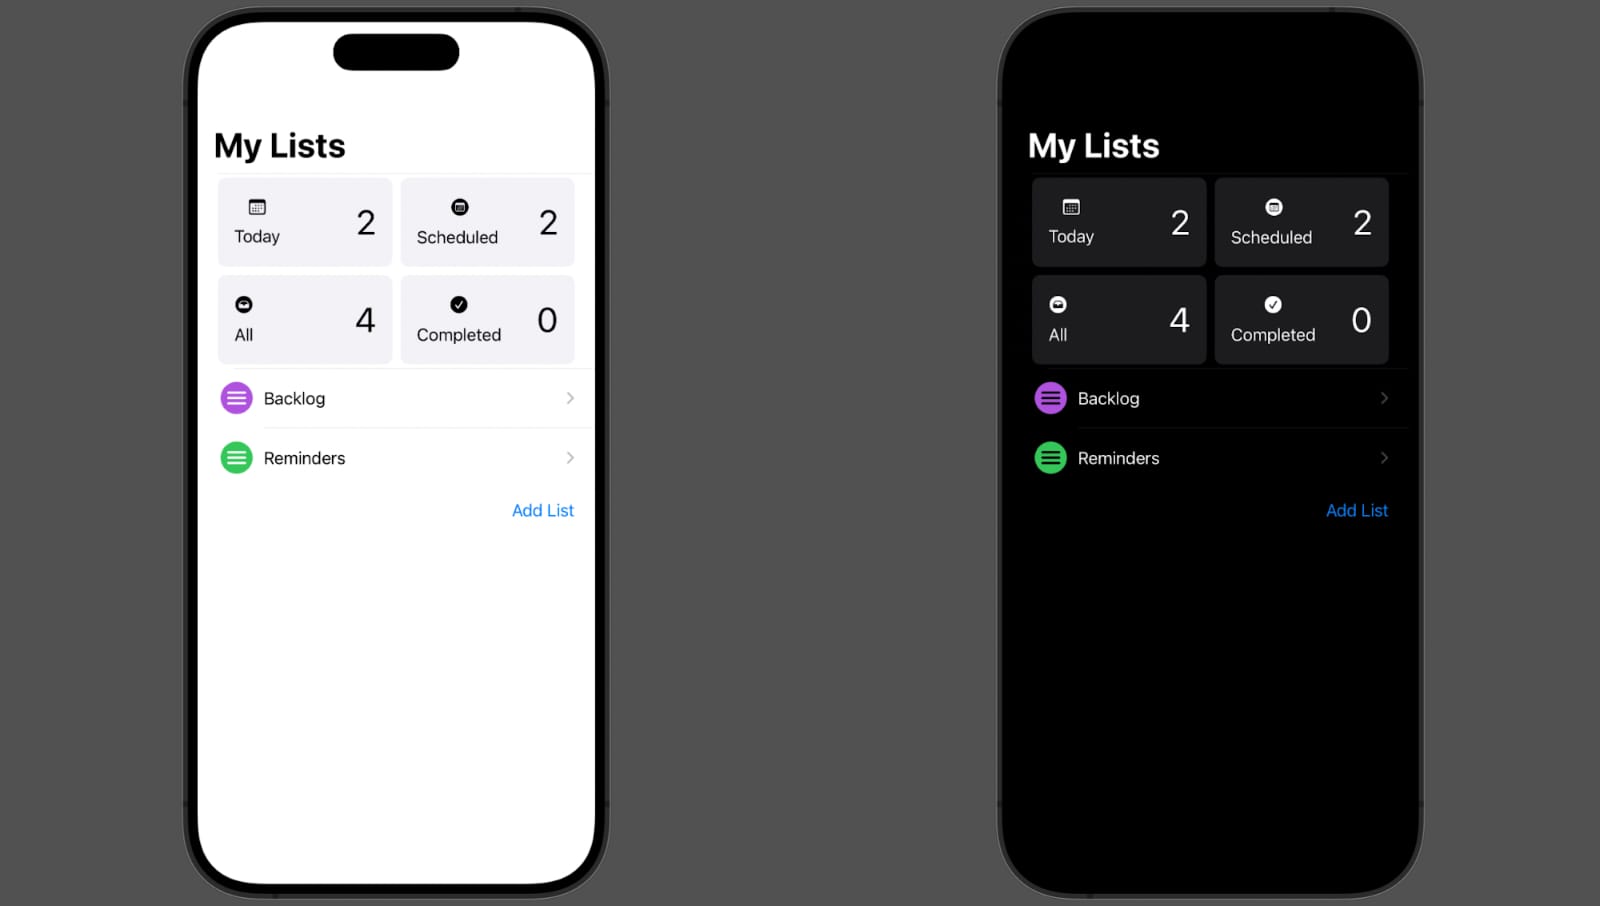 My Lists
Today 2
Scheduled 2
All 4
Completed 0
Backlog
Reminders
Add List
My Lists
Today 2
Scheduled 2
All 4
Completed 0
Backlog
Reminders
Add List